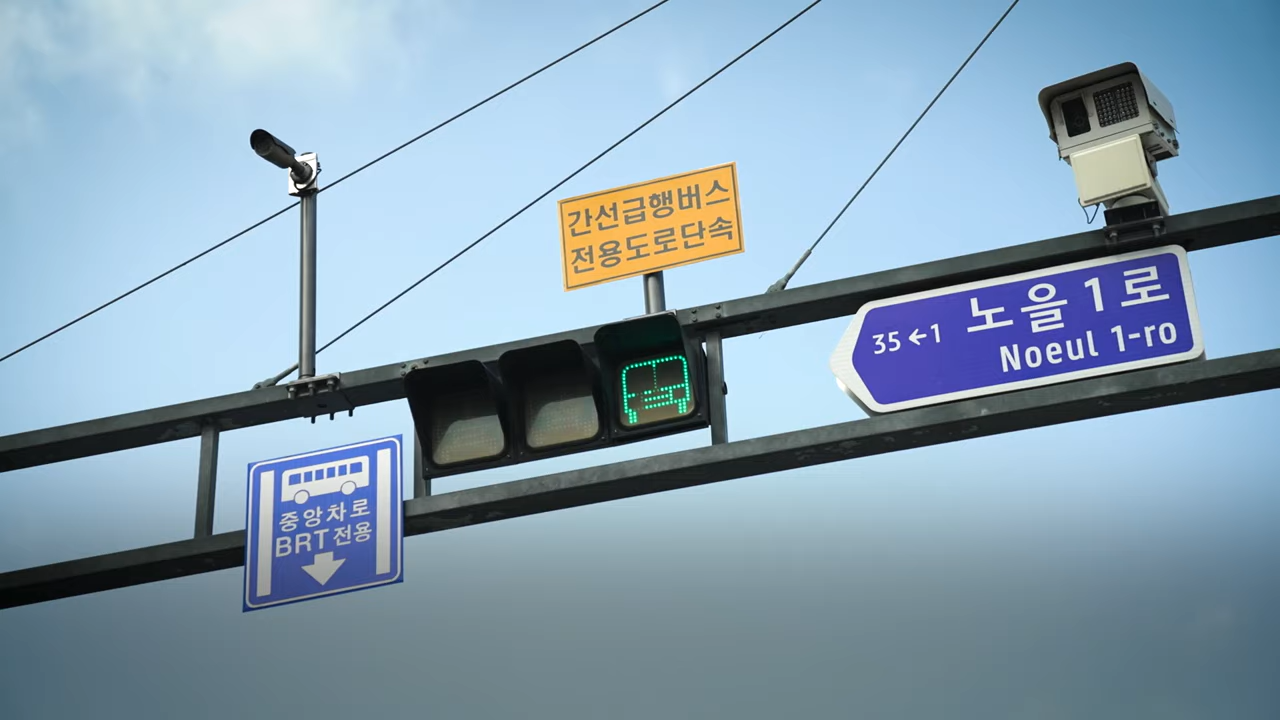 간선급행버스
전용도로단속
35←1 노을 1로
Noeul 1-ro
중앙차로
BRT전용